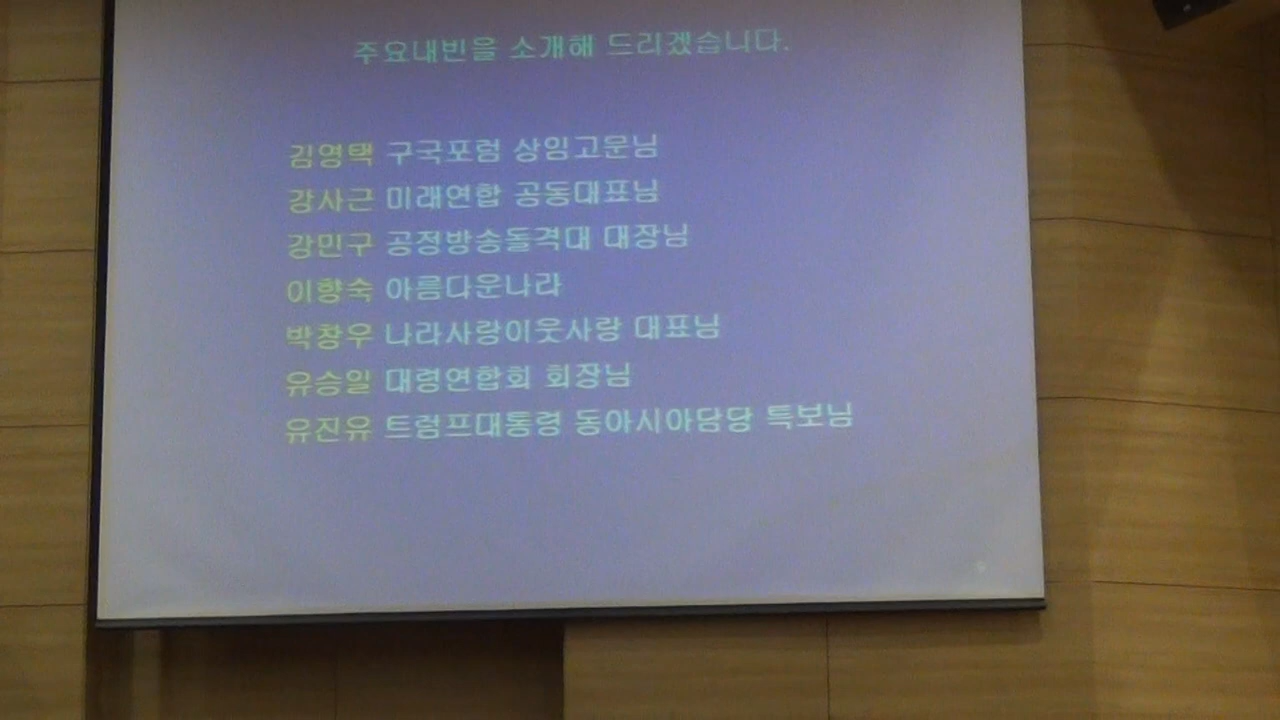 주요내빈을 소개해 드리겠습니다.
김영택 구국포럼 상임고문님
강사근 미래연합 공동대표님
강민구 공정방송돌격대 대장님
이향숙 아름다운나라
박창우 나라사랑이웃사랑 대표님
유승일 대령연합회 회장님
유진유 트럼프대통령 동아시아담당 특보님